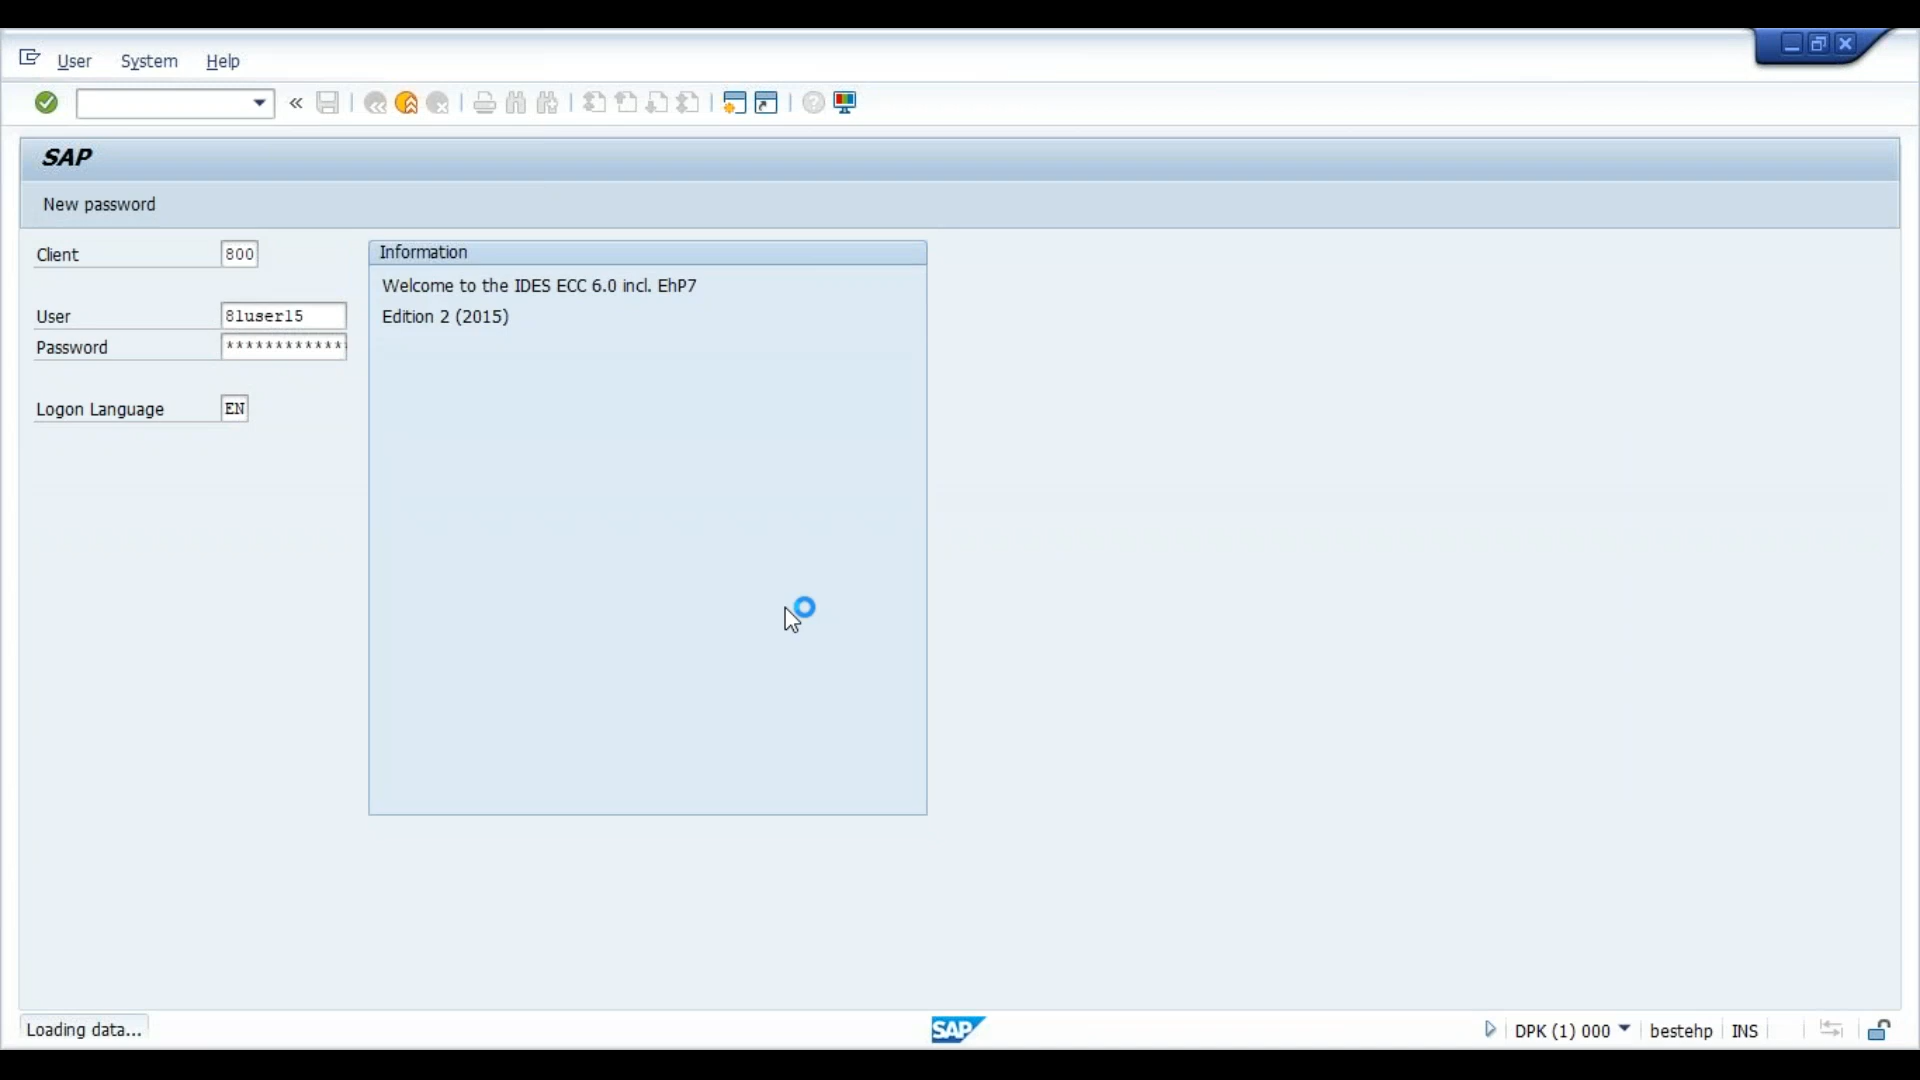 User System Help
SAP
New password
Client 800
User 81user15
Password ************
Logon Language EN
Information
Welcome to the IDES ECC 6.0 incl. EhP7
Edition 2 (2015)
Loading data...
SAP
DPK (1) 000 bestehp INS